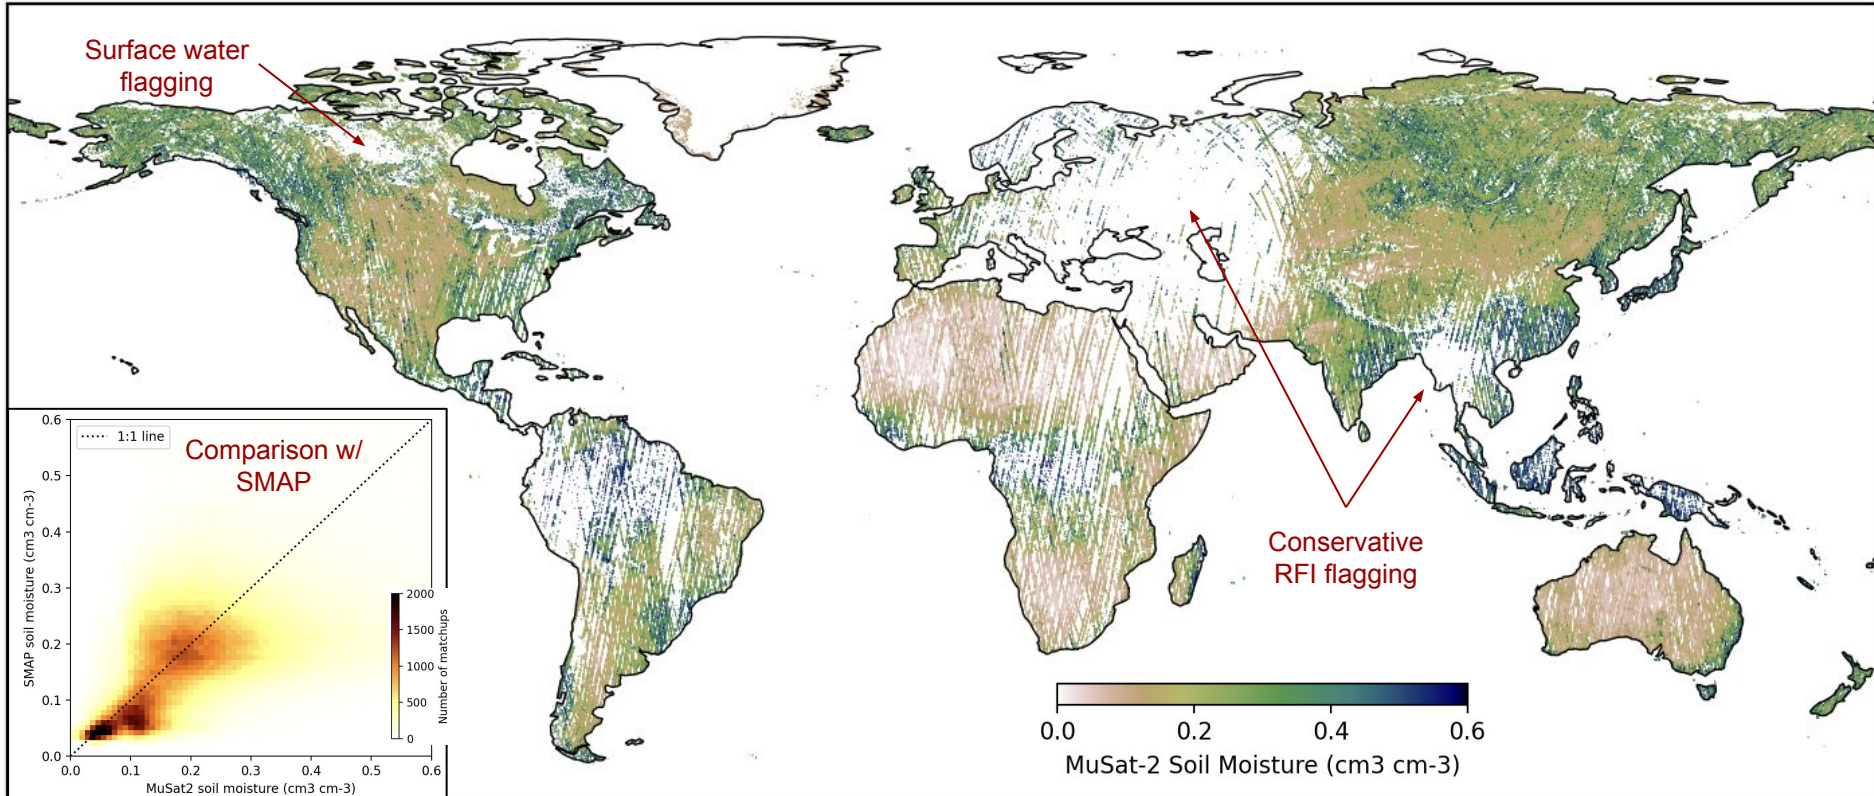 Surface water
flagging
Conservative
RFI flagging
0.0 0.2 0.4 0.6
MuSat-2 Soil Moisture (cm3 cm-3)
1:1 line
Comparison w/
SMAP
SMAP soil moisture (cm3 cm-3)
0.6
0.5
0.4
0.3
0.2
0.1
0.0
0.0 0.1 0.2 0.3 0.4 0.5 0.6
MuSat2 soil moisture (cm3 cm-3)
2000
1500
1000
500
0
Number of matchups